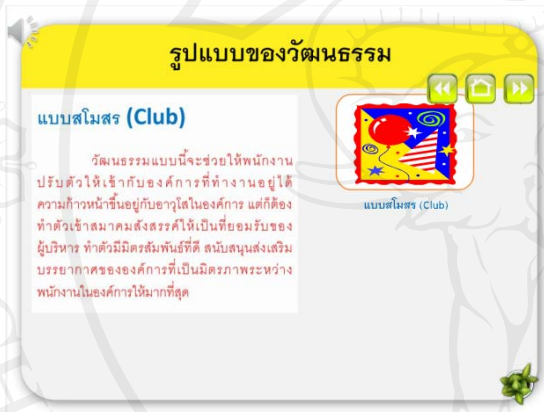 รูปแบบของวัฒนธรรม
แบบสโมสร (Club)
วัฒนธรรมแบบนี้จะช่วยให้พนักงาน
ปรับตัวให้เข้ากับองค์การที่ทำงานอยู่ได้
ความก้าวหน้าขึ้นอยู่กับอาวุโสในองค์การ แต่ก็ต้อง
ทำตัวเข้าสมาคมสังสรรค์ให้เป็นที่ยอมรับของ
ผู้บริหาร ทำตัวมีมิตรสัมพันธ์ที่ดี สนับสนุนส่งเสริม
บรรยากาศขององค์การที่เป็นมิตรภาพระหว่าง
พนักงานในองค์การให้มากที่สุด
แบบสโมสร (Club)